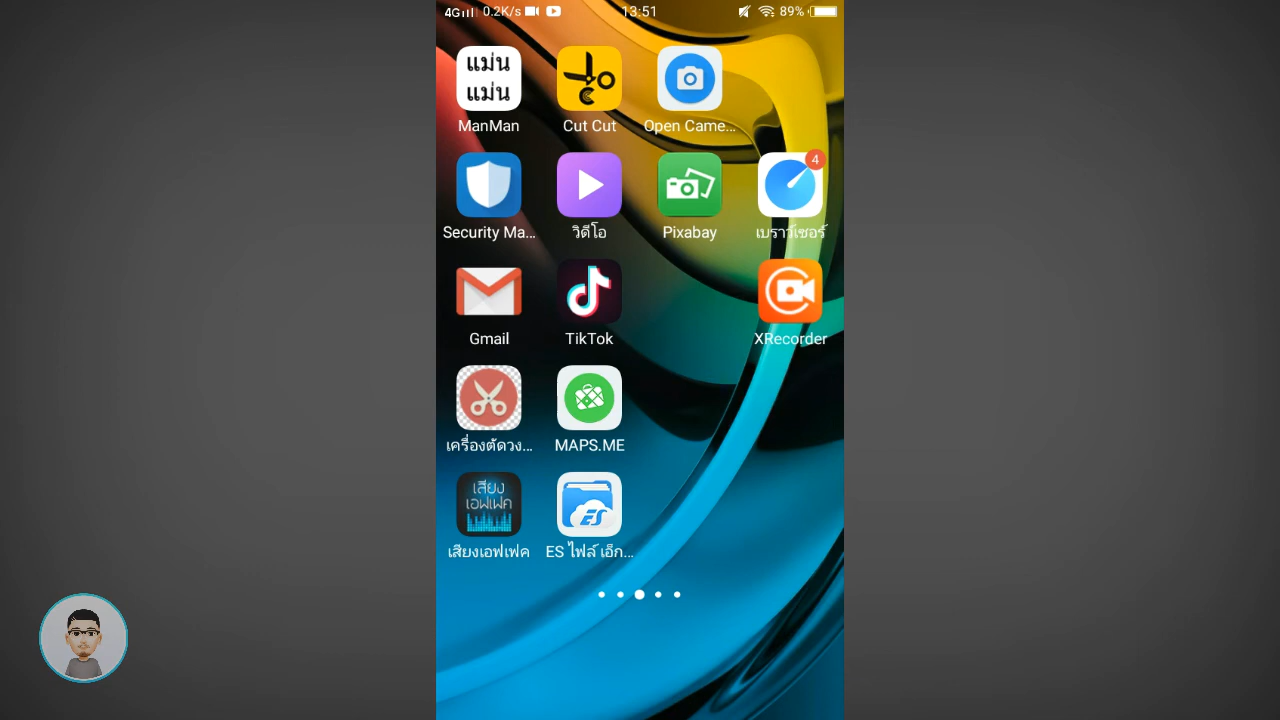 4G 0.2K/s 13:51 89%
แม่น
แม่น
ManMan Cut Cut Open Came...
4
Security Ma... วิดีโอ Pixabay เบราว์เซอร์
Gmail TikTok XRecorder
เครื่องตัดวง... MAPS.ME
เสียง
เอฟเฟค
ES
เสียงเอฟเฟค ES ไฟล์ เอ็ก...